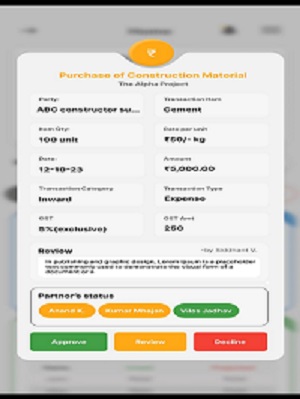 ₹
Purchase of Construction Material
The Alpha Project
Party:
ABC constructor su...
Transaction Item
Cement
Item Qty:
100 unit
Rate per unit
₹50/- kg
Date:
12-10-23
Amount
₹5,000.00
Transaction Category
Inward
Transaction Type
Expense
GST
5%(exclusive)
GST Amt
250
Review
-By Siddhant U.
In publishing and graphic design, Lorem ipsum is a placeholder
text commonly used to demonstrate the visual form of a
document or a
Partner's status
Anand K.
Kumar Mhajan
Vilas Jadhav
Approve
Review
Decline